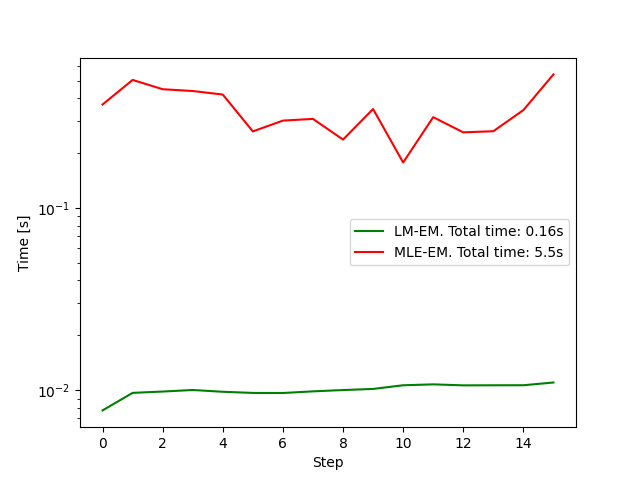 Time [s]
10⁻¹
10⁻²
LM-EM. Total time: 0.16s
MLE-EM. Total time: 5.5s
0 2 4 6 8 10 12 14
Step